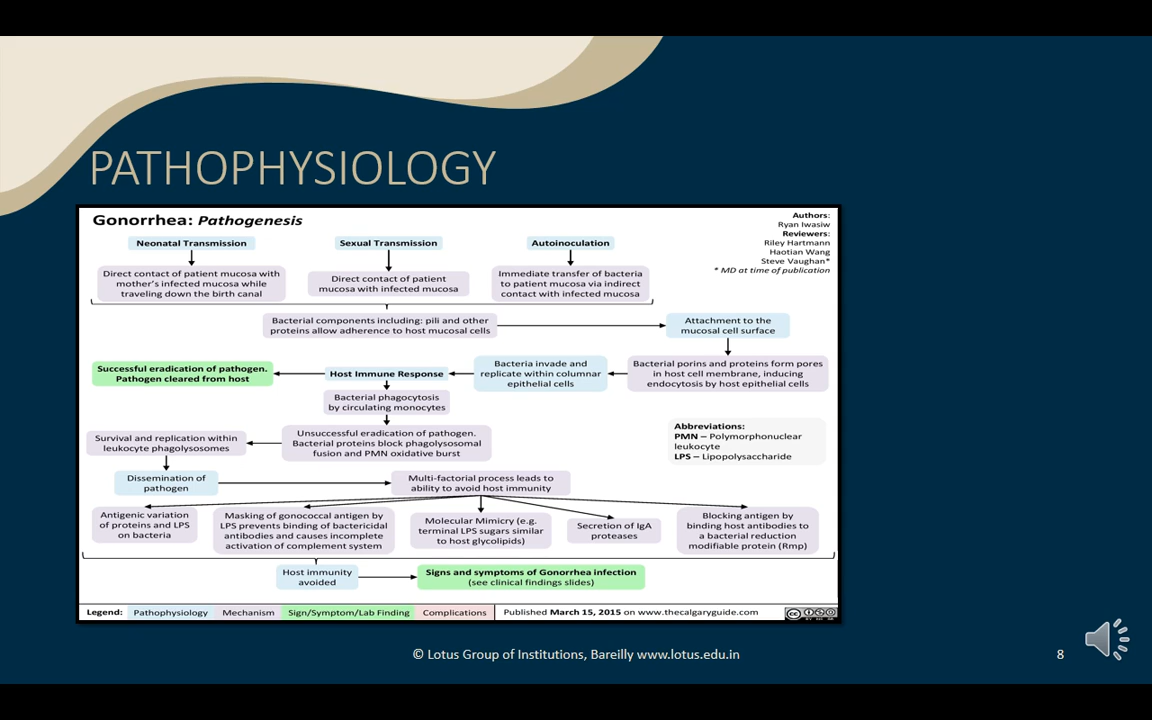 PATHOPHYSIOLOGY
Gonorrhea: Pathogenesis
Authors:
Ryan Iwasiw
Reviewers:
Riley Hartmann
Haotian Wang
Steve Vaughan*
* MD at time of publication
Neonatal Transmission
Sexual Transmission
Autoinoculation
Direct contact of patient mucosa with
mother's infected mucosa while
traveling down the birth canal
Direct contact of patient
mucosa with infected mucosa
Immediate transfer of bacteria
to patient mucosa via indirect
contact with infected mucosa
Bacterial components including: pili and other
proteins allow adherence to host mucosal cells
Attachment to the
mucosal cell surface
Successful eradication of pathogen.
Pathogen cleared from host
Host Immune Response
Bacteria invade and
replicate within columnar
epithelial cells
Bacterial porins and proteins form pores
in host cell membrane, inducing
endocytosis by host epithelial cells
Bacterial phagocytosis
by circulating monocytes
Survival and replication within
leukocyte phagolysosomes
Unsuccessful eradication of pathogen.
Bacterial proteins block phagolysosomal
fusion and PMN oxidative burst
Abbreviations:
PMN – Polymorphonuclear
leukocyte
LPS – Lipopolysaccharide
Dissemination of
pathogen
Multi-factorial process leads to
ability to avoid host immunity
Antigenic variation
of proteins and LPS
on bacteria
Masking of gonococcal antigen by
LPS prevents binding of bactericidal
antibodies and causes incomplete
activation of complement system
Molecular Mimicry (e.g.
terminal LPS sugars similar
to host glycolipids)
Secretion of IgA
proteases
Blocking antigen by
binding host antibodies to
a bacterial reduction
modifiable protein (Rmp)
Host immunity
avoided
Signs and symptoms of Gonorrhea infection
(see clinical findings slides)
Legend: Pathophysiology Mechanism Sign/Symptom/Lab Finding Complications Published March 15, 2015 on www.thecalgaryguide.com
© Lotus Group of Institutions, Bareilly www.lotus.edu.in
8